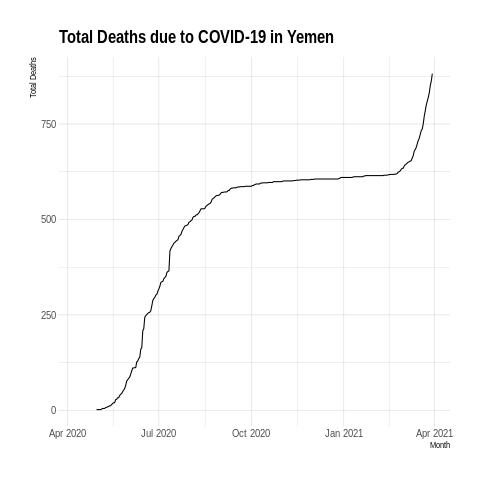 Total Deaths due to COVID-19 in Yemen
Total Deaths
750
500
250
0
Apr 2020 Jul 2020 Oct 2020 Jan 2021 Apr 2021
Month